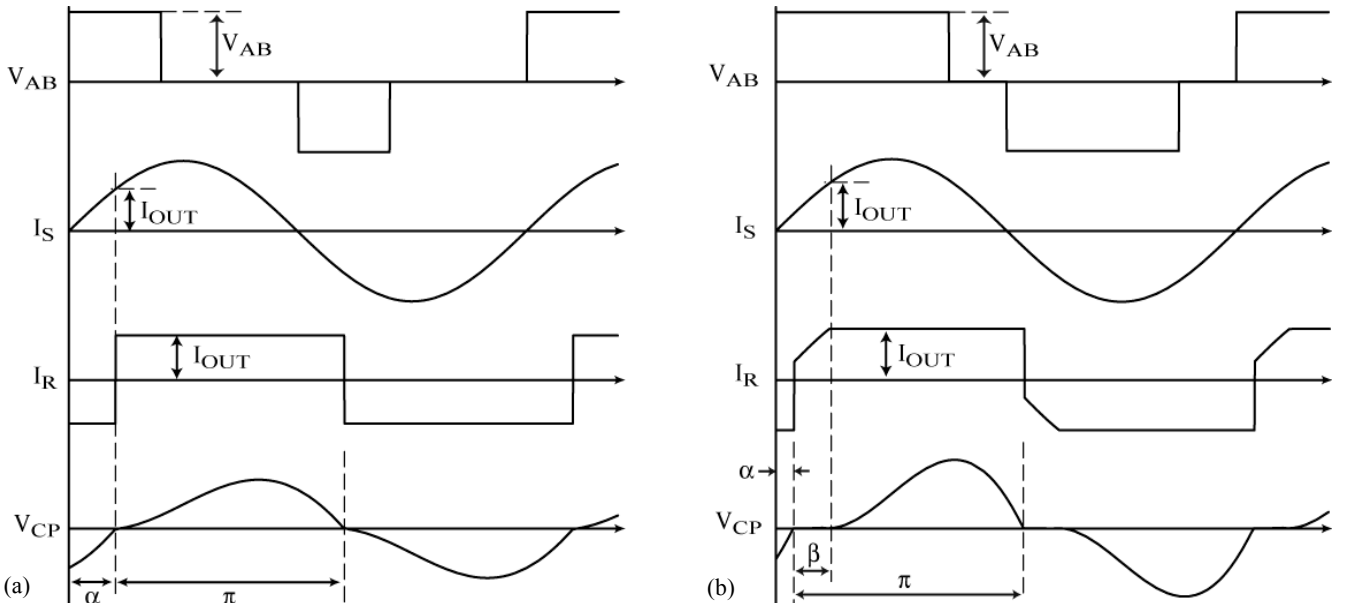 V_AB
V_AB
I_S
I_OUT
I_R
I_OUT
V_CP
(a)
α
π
V_AB
V_AB
I_S
I_OUT
I_R
I_OUT
α
V_CP
β
(b)
π